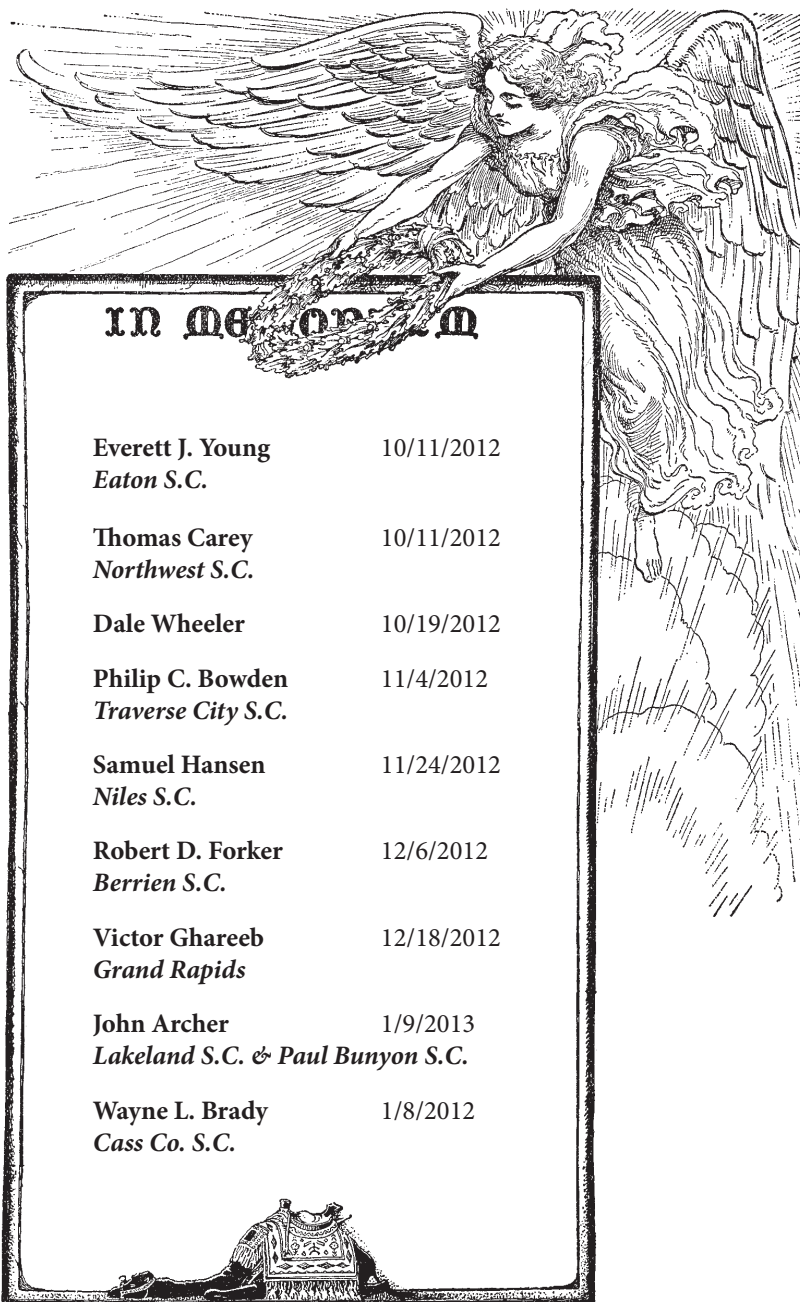 IN MEMORIAM
Everett J. Young 10/11/2012
Eaton S.C.
Thomas Carey 10/11/2012
Northwest S.C.
Dale Wheeler 10/19/2012
Philip C. Bowden 11/4/2012
Traverse City S.C.
Samuel Hansen 11/24/2012
Niles S.C.
Robert D. Forker 12/6/2012
Berrien S.C.
Victor Ghareeb 12/18/2012
Grand Rapids
John Archer 1/9/2013
Lakeland S.C. & Paul Bunyon S.C.
Wayne L. Brady 1/8/2012
Cass Co. S.C.